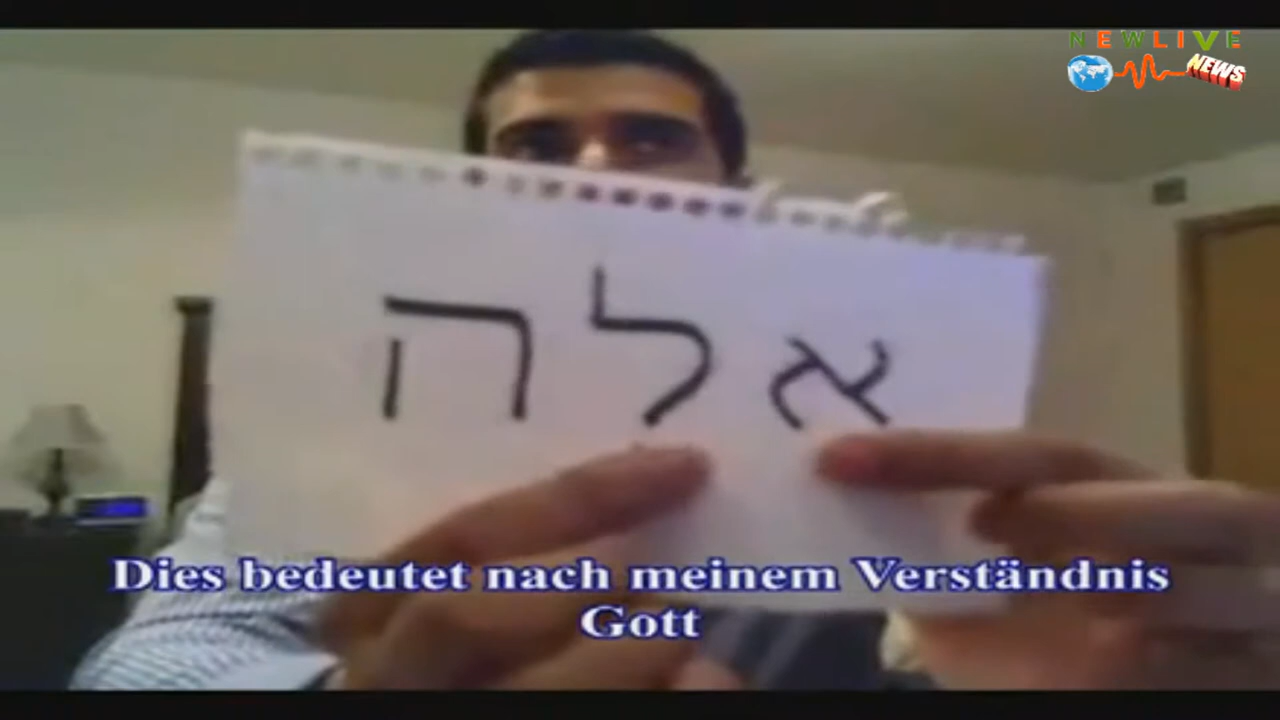 NEWLIVE
NEWS
אלה
Dies bedeutet nach meinem Verständnis
Gott